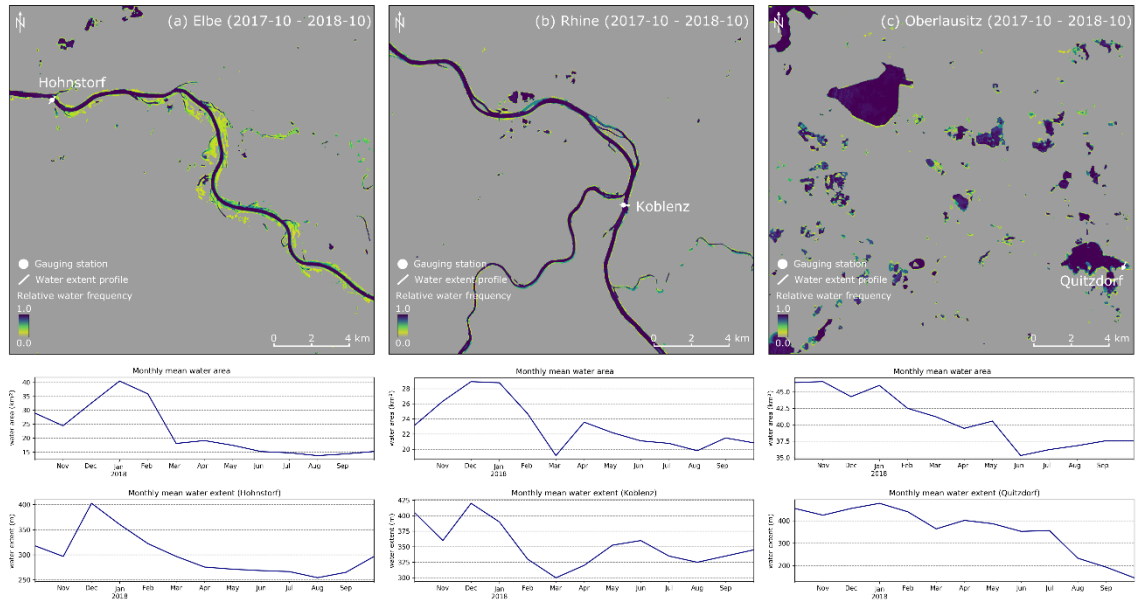 N
(a) Elbe (2017-10 - 2018-10)
Hohnstorf
Gauging station
Water extent profile
Relative water frequency
1.0
0.0
0 2 4 km
N
(b) Rhine (2017-10 - 2018-10)
Koblenz
Gauging station
Water extent profile
Relative water frequency
1.0
0.0
0 2 4 km
N
(c) Oberlausitz (2017-10 - 2018-10)
Quitzdorf
Gauging station
Water extent profile
Relative water frequency
1.0
0.0
0 2 4 km
Monthly mean water area
water area (km²)
40
35
30
25
20
15
Nov Dec Jan Feb Mar Apr May Jun Jul Aug Sep
2018
Monthly mean water area
water area (km²)
28
26
24
22
20
Nov Dec Jan Feb Mar Apr May Jun Jul Aug Sep
2018
Monthly mean water area
water area (km²)
45.0
42.5
40.0
37.5
35.0
Nov Dec Jan Feb Mar Apr May Jun Jul Aug Sep
2018
Monthly mean water extent (Hohnstorf)
water extent (m)
400
350
300
250
Nov Dec Jan Feb Mar Apr May Jun Jul Aug Sep
2018
Monthly mean water extent (Koblenz)
water extent (m)
425
400
375
350
325
300
Nov Dec Jan Feb Mar Apr May Jun Jul Aug Sep
2018
Monthly mean water extent (Quitzdorf)
water extent (m)
400
200
Nov Dec Jan Feb Mar Apr May Jun Jul Aug Sep
2018